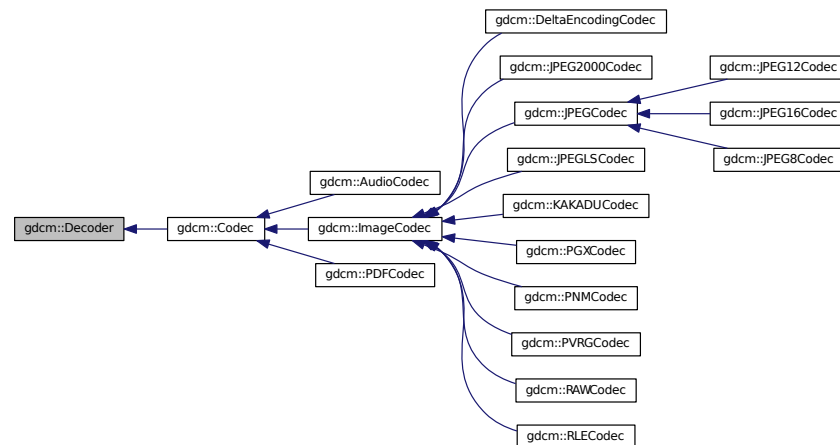 gdcm::DeltaEncodingCodec
gdcm::JPEG2000Codec
gdcm::JPEG12Codec
gdcm::JPEGCodec
gdcm::JPEG16Codec
gdcm::JPEGLSCodec
gdcm::JPEG8Codec
gdcm::AudioCodec
gdcm::KAKADUCodec
gdcm::Decoder
gdcm::Codec
gdcm::ImageCodec
gdcm::PGXCodec
gdcm::PDFCodec
gdcm::PNMCodec
gdcm::PVRGCodec
gdcm::RAWCodec
gdcm::RLECodec